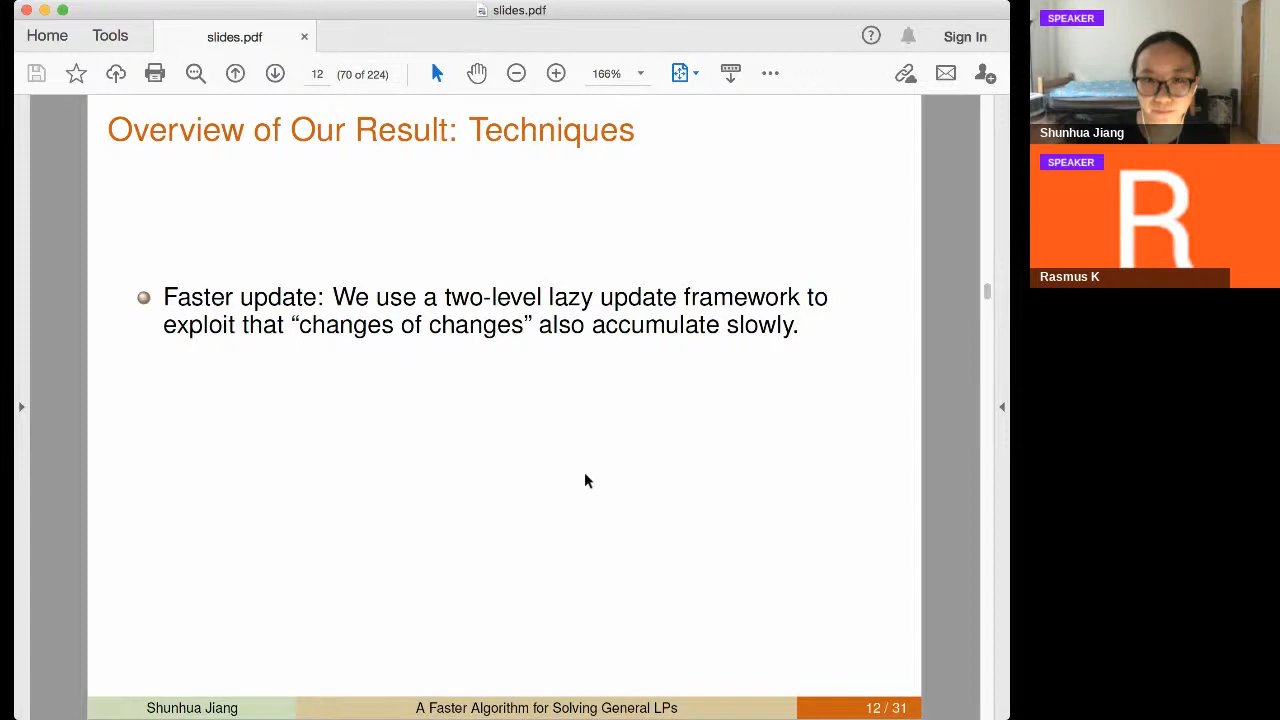 slides.pdf
Home
Tools
slides.pdf
×
Sign In
12
(70 of 224)
166%
SPEAKER
Shunhua Jiang
SPEAKER
R
Rasmus K
Overview of Our Result: Techniques
Faster update: We use a two-level lazy update framework to
exploit that “changes of changes” also accumulate slowly.
Shunhua Jiang
A Faster Algorithm for Solving General LPs
12 / 31